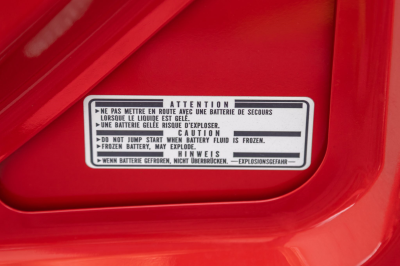 ATTENTION
▸NE PAS METTRE EN ROUTE AVEC UNE BATTERIE DE SECOURS
LORSQUE LE LIQUIDE EST GELÉ.
▸UNE BATTERIE GELÉE RISQUE D'EXPLOSER.
CAUTION
▸DO NOT JUMP START WHEN BATTERY FLUID IS FROZEN.
▸FROZEN BATTERY, MAY EXPLODE.
HINWEIS
▸WENN BATTERIE GEFROREN, NICHT ÜBERBRÜCKEN. —EXPLOSIONSGEFAHR—